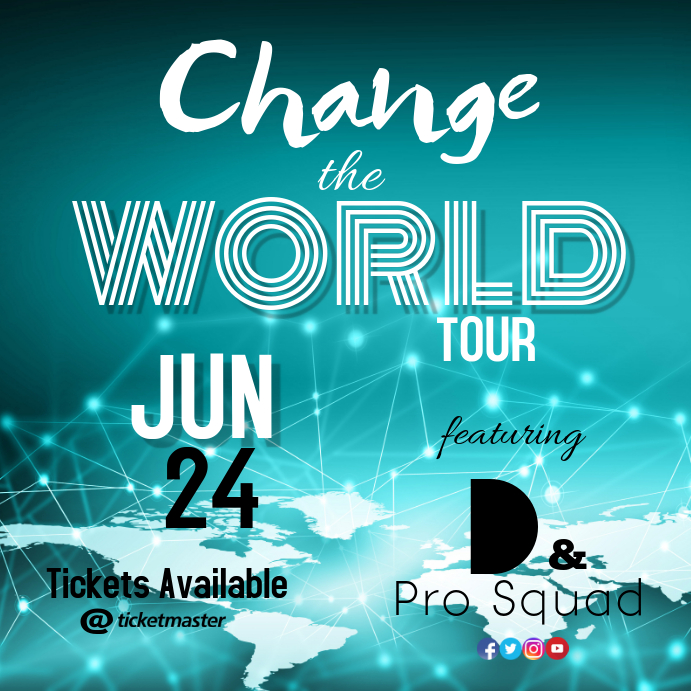 Change
the
WORLD
TOUR
JUN
24
Tickets Available
@ ticketmaster
featuring
D &
Pro Squad